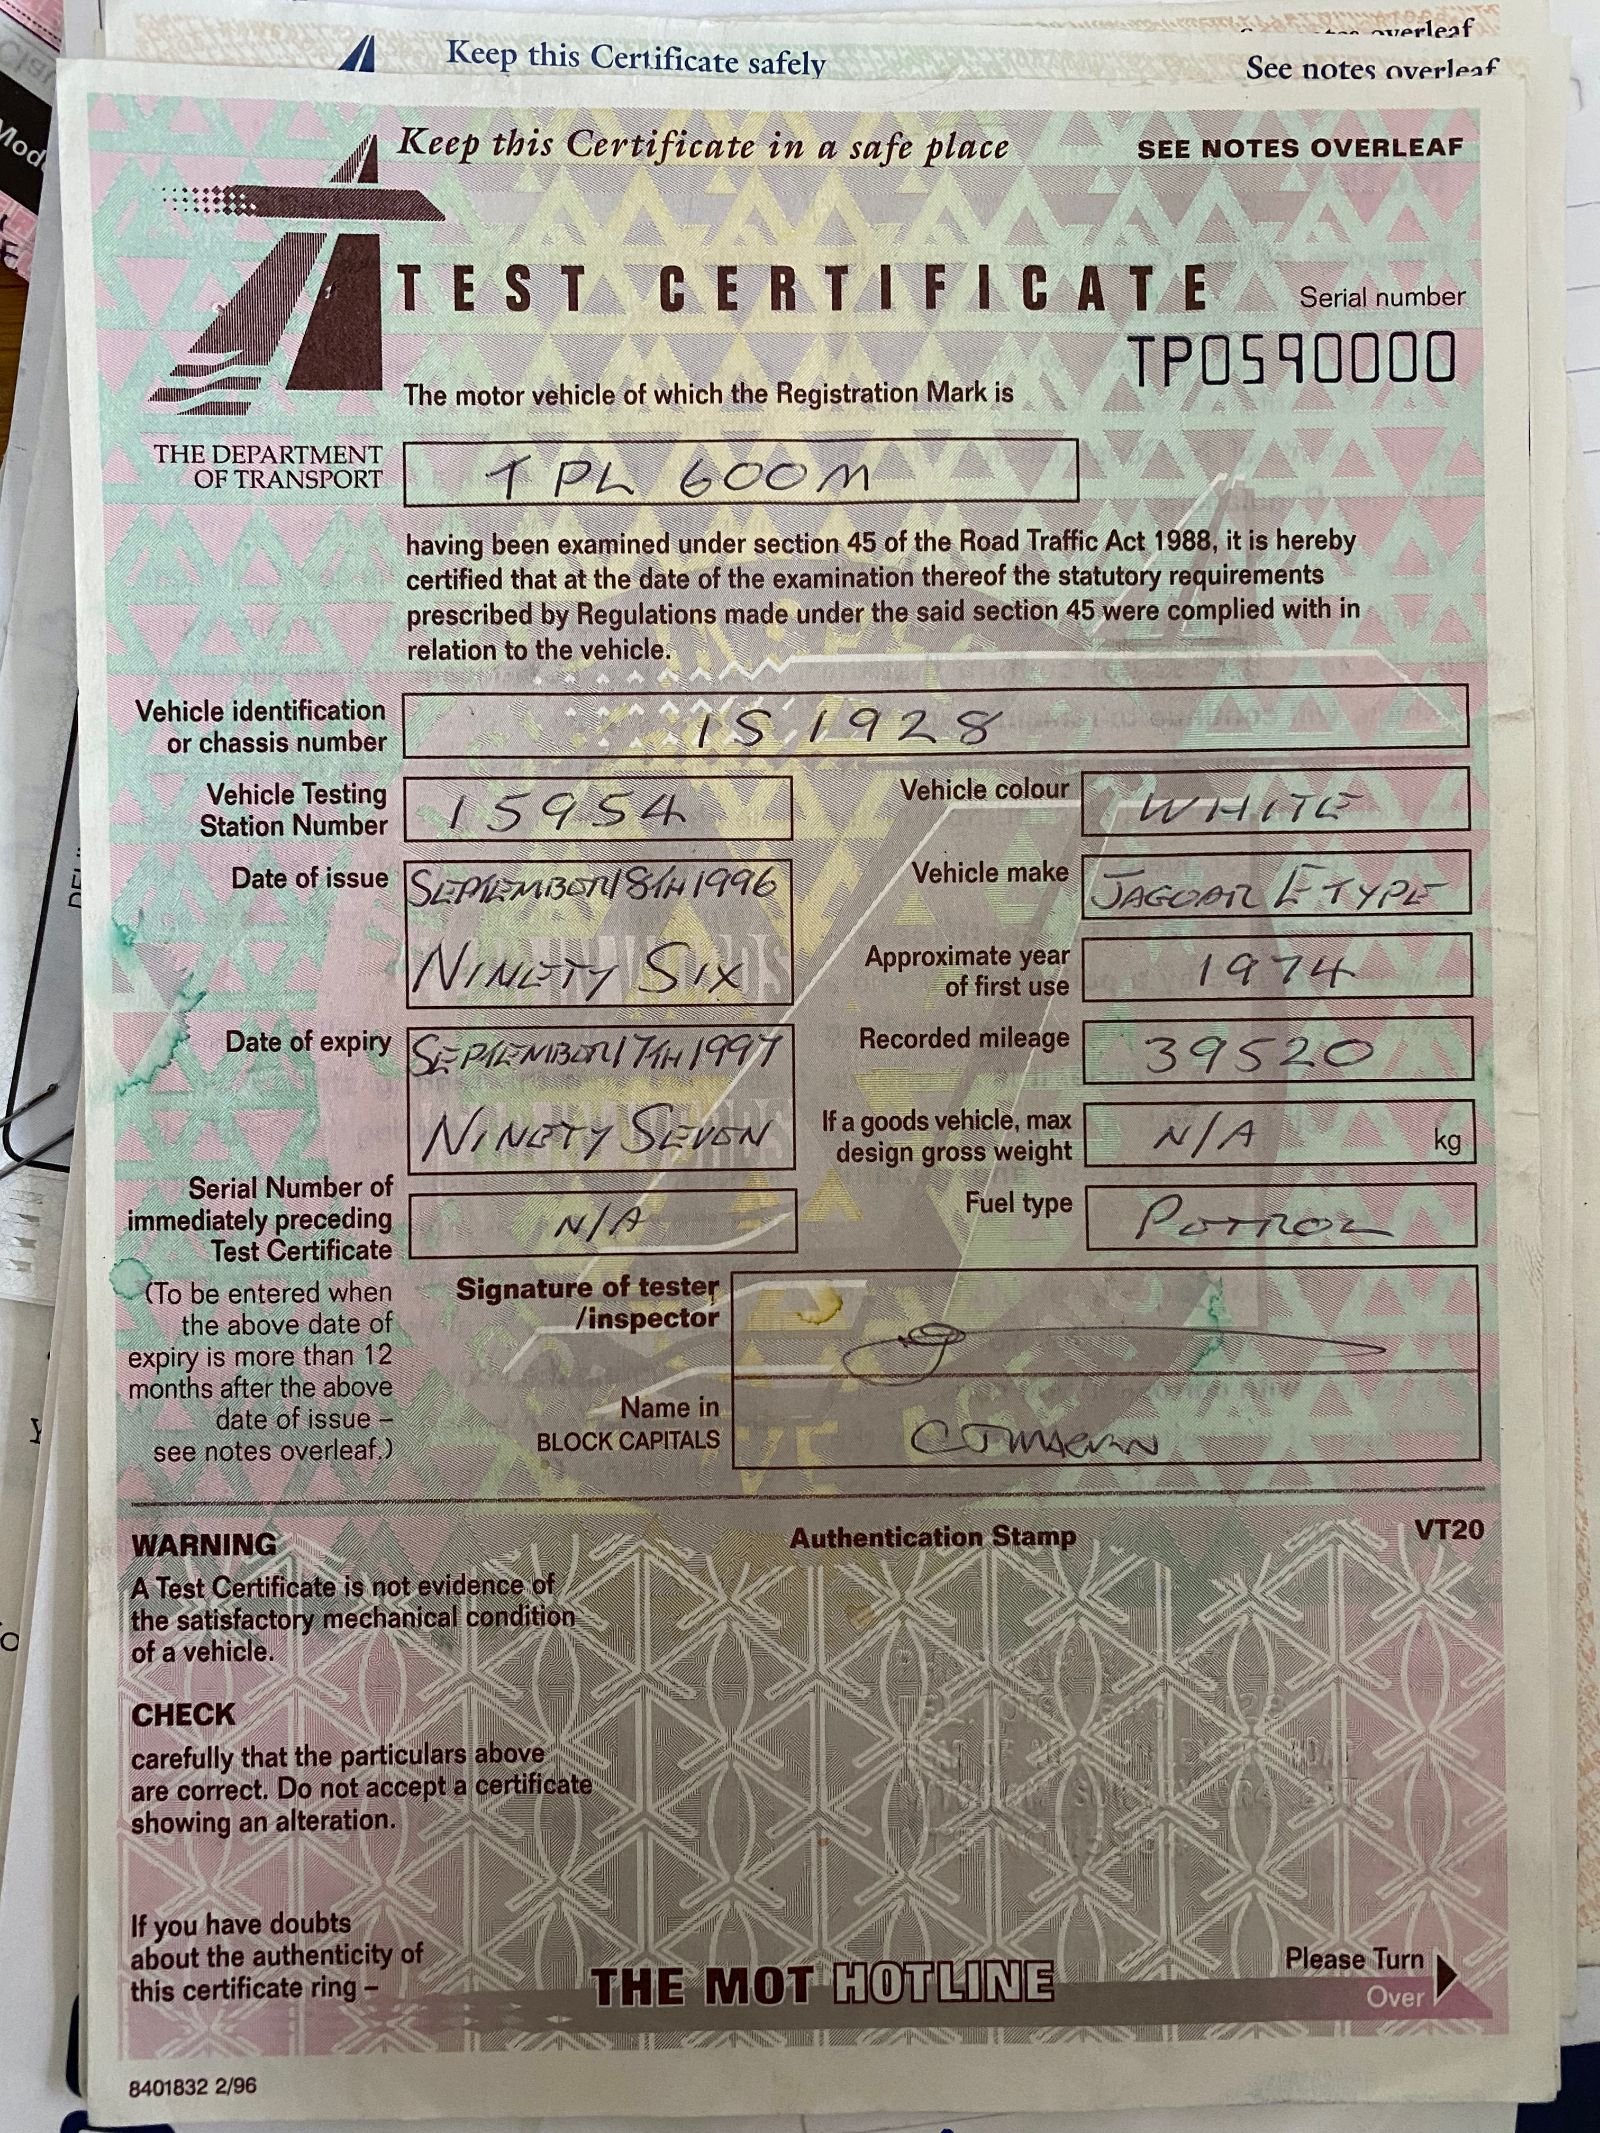 Keep this Certificate safely
See notes overleaf
Keep this Certificate in a safe place
SEE NOTES OVERLEAF
TEST CERTIFICATE
Serial number
TP0590000
The motor vehicle of which the Registration Mark is
THE DEPARTMENT
OF TRANSPORT
TPL 600M
having been examined under section 45 of the Road Traffic Act 1988, it is hereby
certified that at the date of the examination thereof the statutory requirements
prescribed by Regulations made under the said section 45 were complied with in
relation to the vehicle.
Vehicle identification
or chassis number
1S 1928
Vehicle Testing
Station Number
15954
Vehicle colour
WHITE
Date of issue
SEPTEMBER 18TH 1996
NINETY SIX
Vehicle make
JAGUAR E TYPE
Approximate year
of first use
1974
Date of expiry
SEPTEMBER 17TH 1997
NINETY SEVEN
Recorded mileage
39520
If a goods vehicle, max
design gross weight
N/A
kg
Serial Number of
immediately preceding
Test Certificate
N/A
Fuel type
PETROL
(To be entered when
the above date of
expiry is more than 12
months after the above
date of issue –
see notes overleaf.)
Signature of tester
/inspector
Name in
BLOCK CAPITALS
WARNING
A Test Certificate is not evidence of
the satisfactory mechanical condition
of a vehicle.
Authentication Stamp
VT20
CHECK
carefully that the particulars above
are correct. Do not accept a certificate
showing an alteration.
If you have doubts
about the authenticity of
this certificate ring –
THE MOT HOTLINE
Please Turn
Over
8401832 2/96